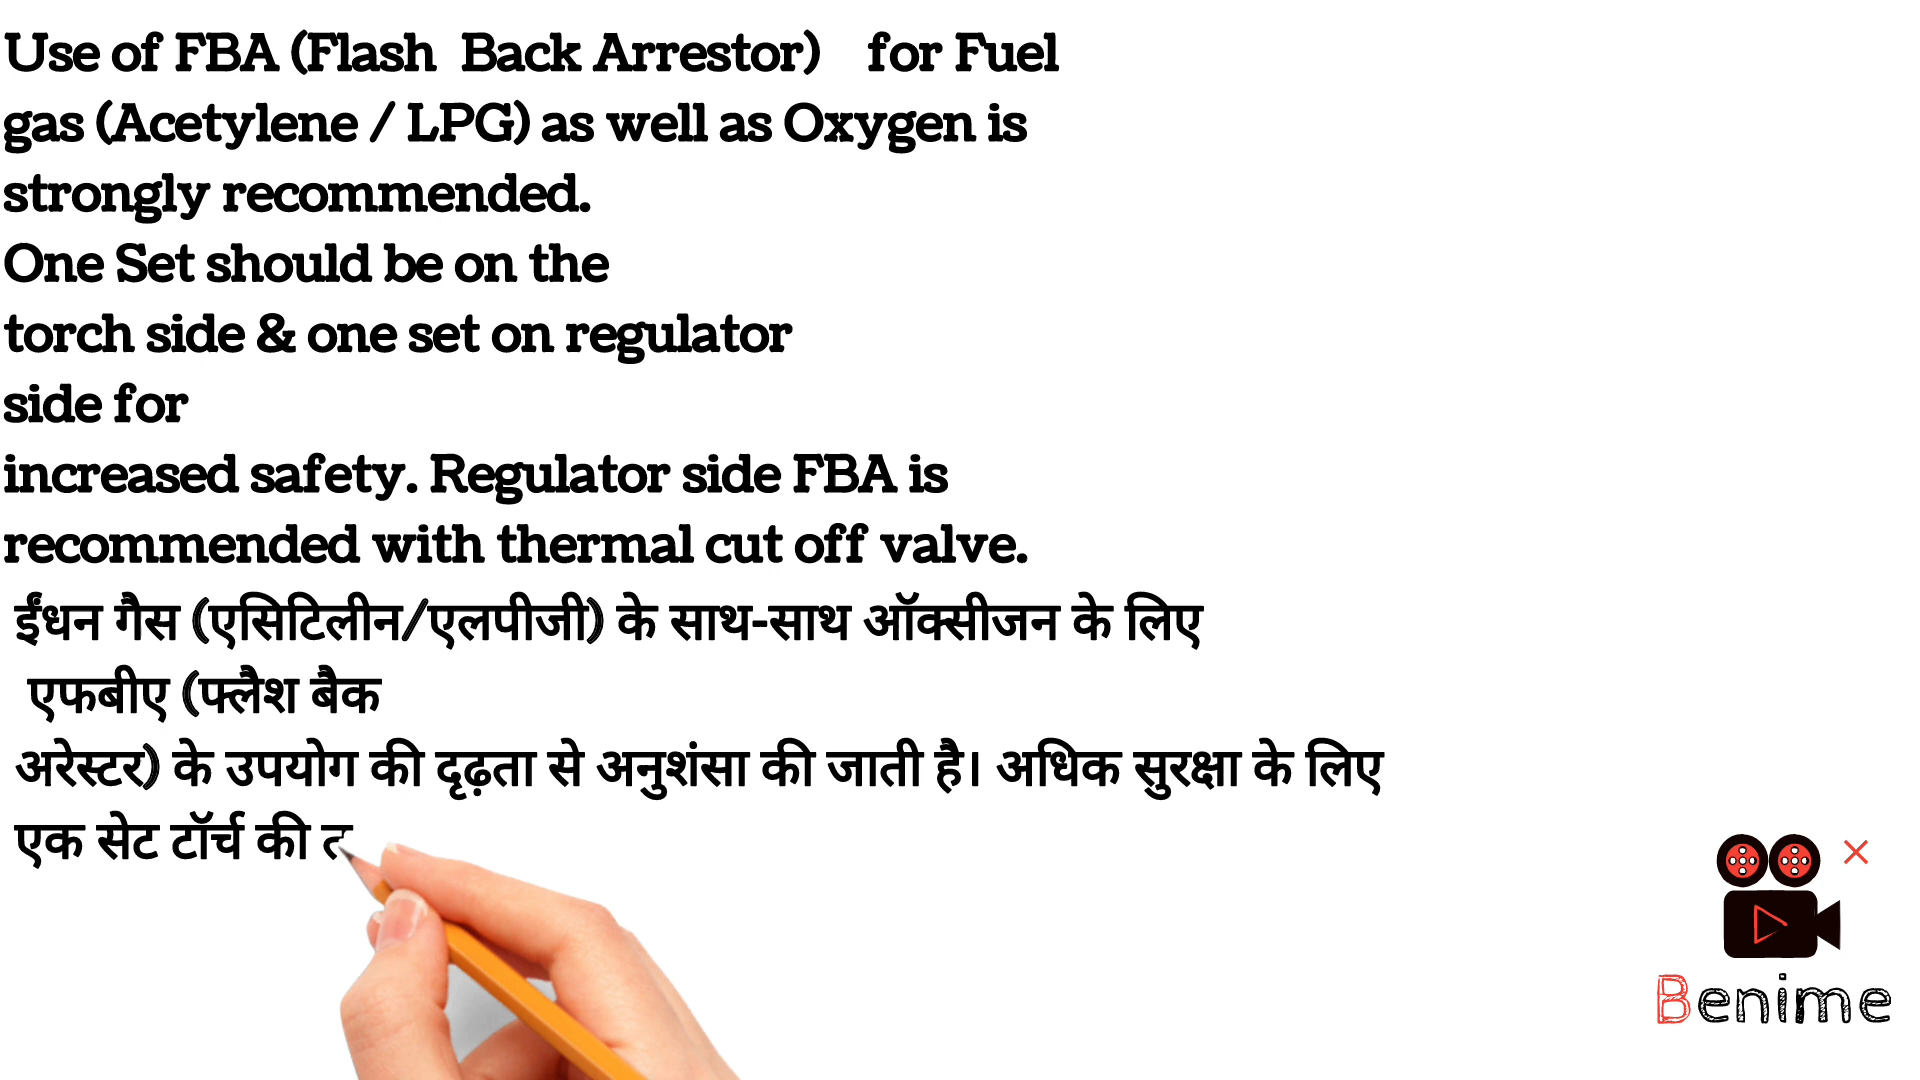 Use of FBA (Flash Back Arrestor) for Fuel
gas (Acetylene / LPG) as well as Oxygen is
strongly recommended.
One Set should be on the
torch side & one set on regulator
side for
increased safety. Regulator side FBA is
recommended with thermal cut off valve.
ईंधन गैस (एसिटिलीन/एलपीजी) के साथ-साथ ऑक्सीजन के लिए
एफबीए (फ्लैश बैक
अरेस्टर) के उपयोग की दृढ़ता से अनुशंसा की जाती है। अधिक सुरक्षा के लिए
एक सेट टॉर्च की
Benime